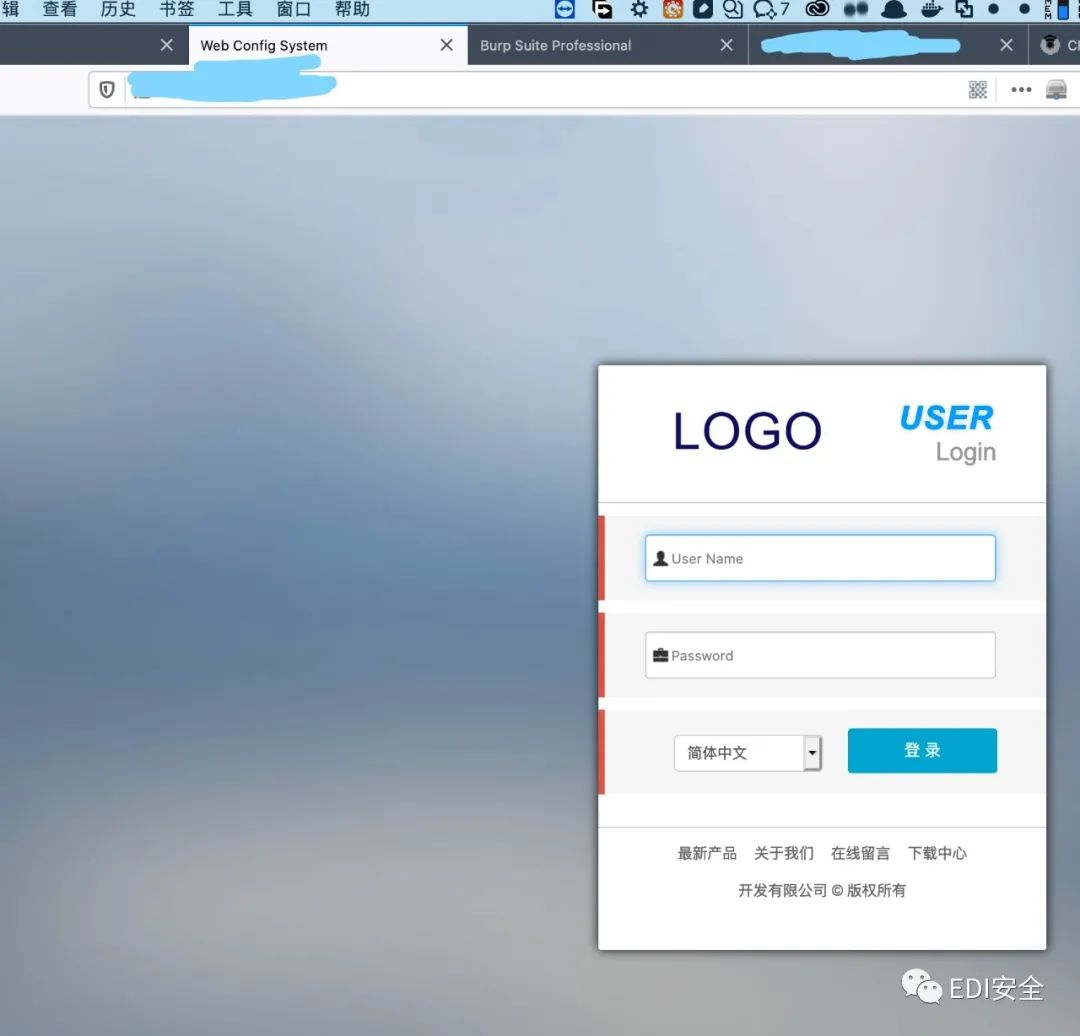 辑 查看 历史 书签 工具 窗口 帮助 7
Web Config System Burp Suite Professional
LOGO
USER
Login
User Name
Password
简体中文 登 录
最新产品 关于我们 在线留言 下载中心
开发有限公司 © 版权所有
EDI安全